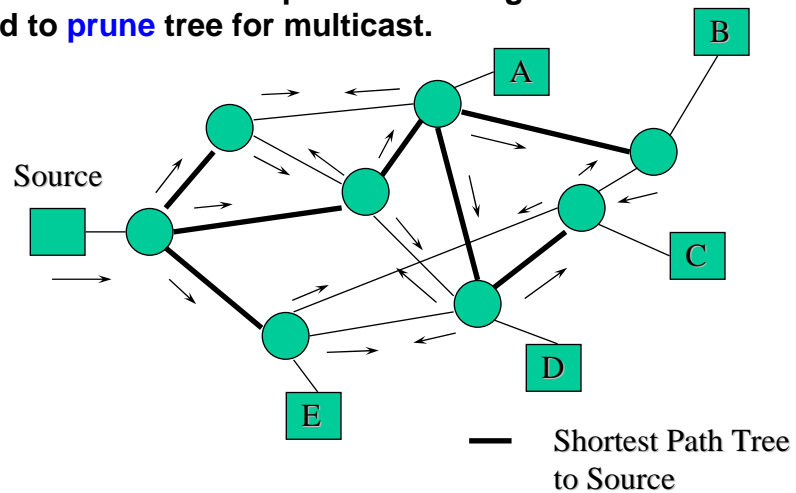 d to prune tree for multicast.
B
A
Source
C
D
E
Shortest Path Tree
to Source